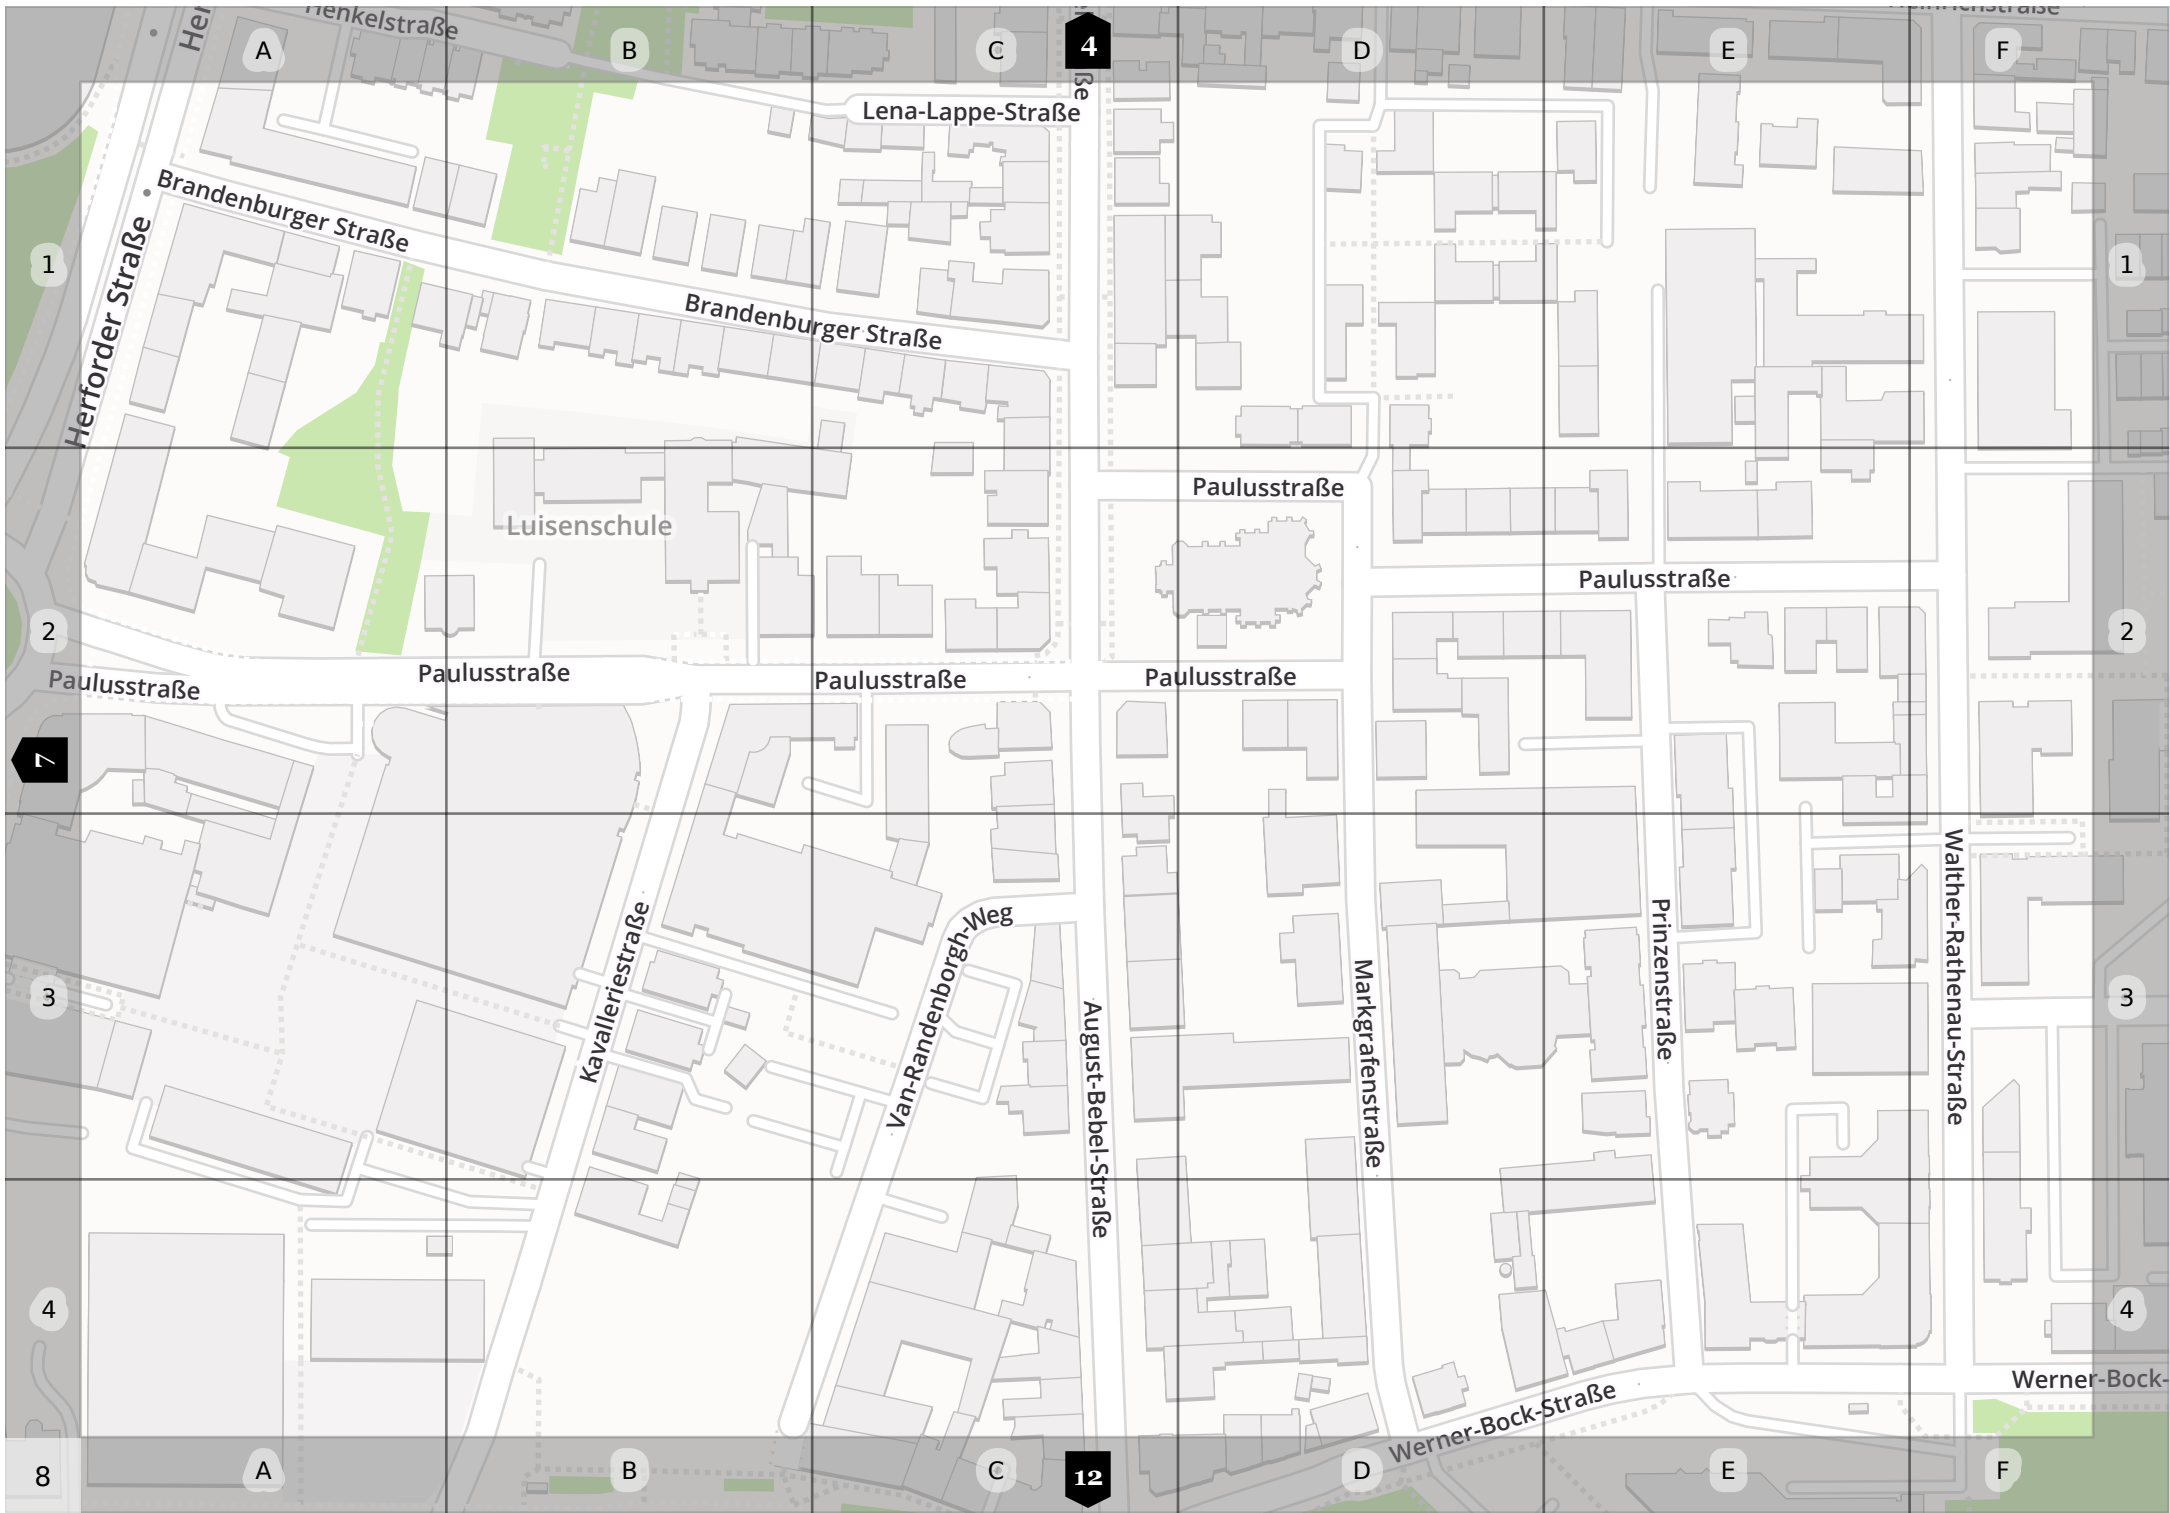 Henkelstraße
A
B
C
4
D
E
F
Lena-Lappe-Straße
Brandenburger Straße
Herforder Straße
1
1
Brandenburger Straße
Paulusstraße
Luisenschule
Paulusstraße
2
2
Paulusstraße
Paulusstraße
Paulusstraße
Paulusstraße
7
Walther-Rathenau-Straße
Prinzenstraße
Kavalleriestraße
Van-Randenborgh-Weg
Markgrafenstraße
3
3
August-Bebel-Straße
4
4
Werner-Bock-
Werner-Bock-Straße
8
A
B
C
12
D
E
F